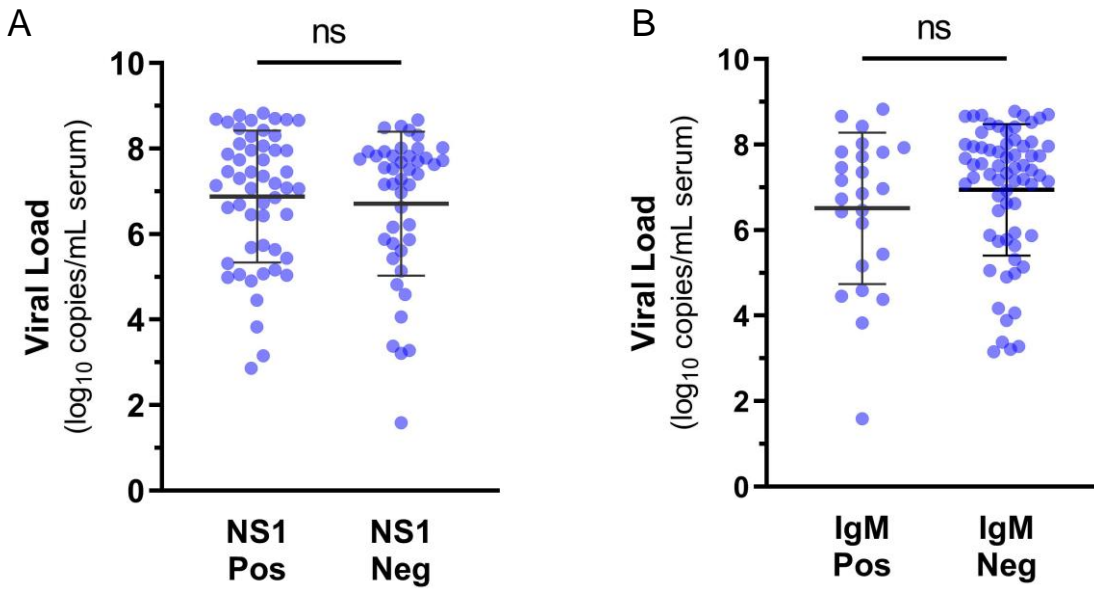 A
ns
Viral Load
(log₁₀ copies/mL serum)
10
8
6
4
2
0
NS1
Pos
NS1
Neg
B
ns
Viral Load
(log₁₀ copies/mL serum)
10
8
6
4
2
0
IgM
Pos
IgM
Neg